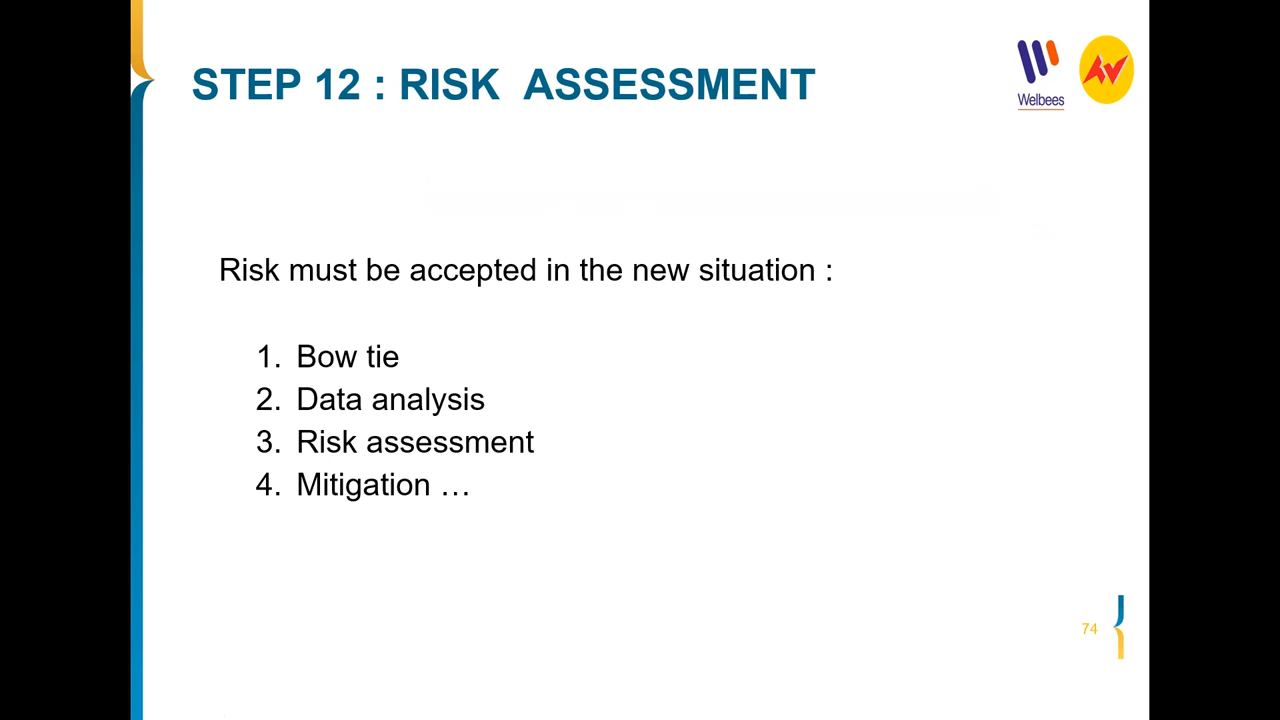 STEP 12 : RISK  ASSESSMENT
Welbees
Risk must be accepted in the new situation :
1. Bow tie
2. Data analysis
3. Risk assessment
4. Mitigation …
74